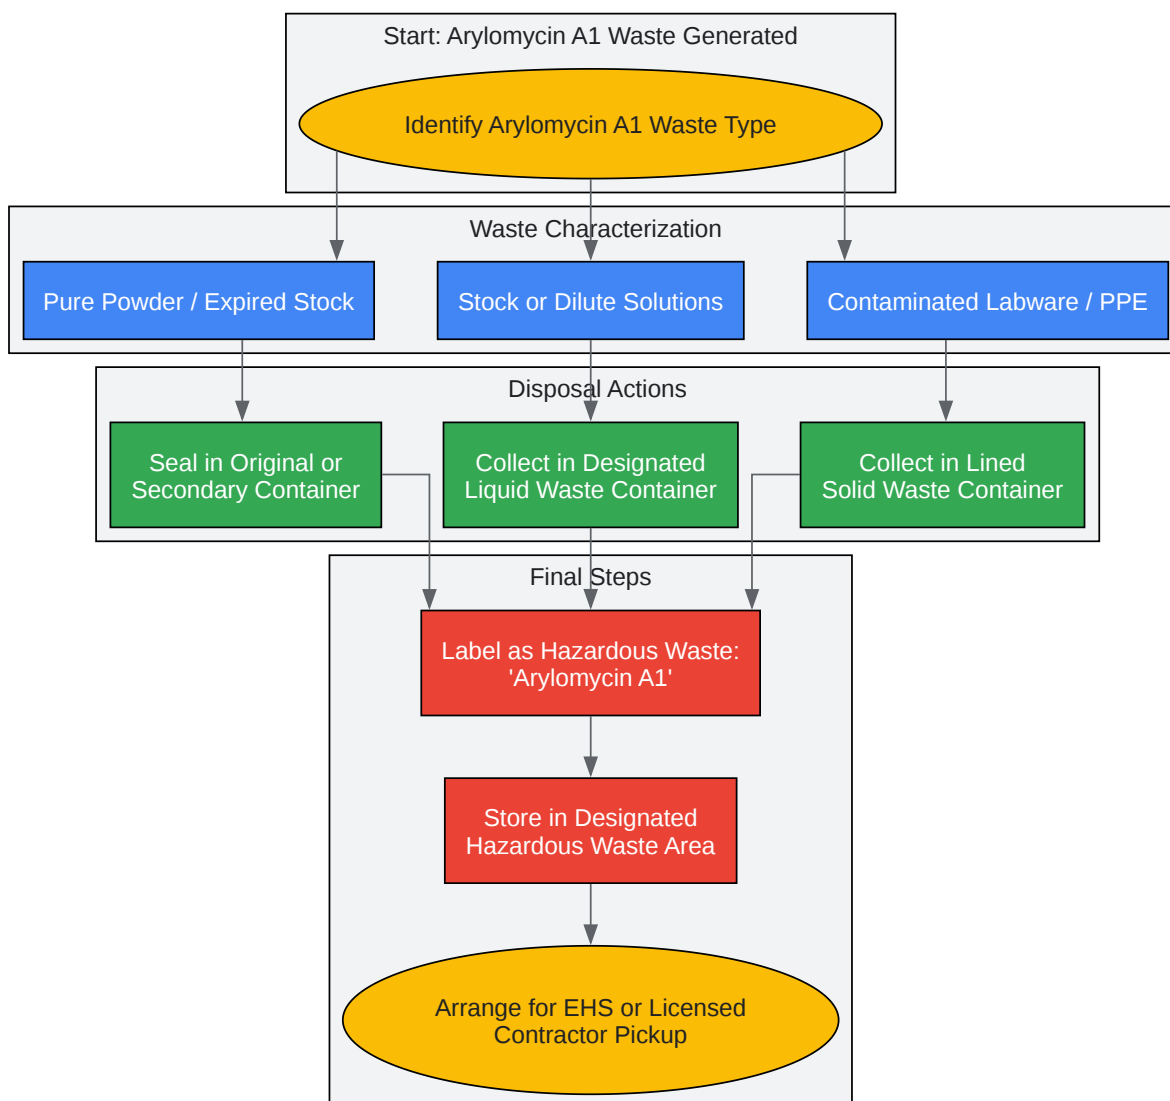 Start: Arylomycin A1 Waste Generated
Identify Arylomycin A1 Waste Type
Waste Characterization
Pure Powder / Expired Stock
Stock or Dilute Solutions
Contaminated Labware / PPE
Disposal Actions
Seal in Original or
Secondary Container
Collect in Designated
Liquid Waste Container
Collect in Lined
Solid Waste Container
Final Steps
Label as Hazardous Waste:
'Arylomycin A1'
Store in Designated
Hazardous Waste Area
Arrange for EHS or Licensed
Contractor Pickup